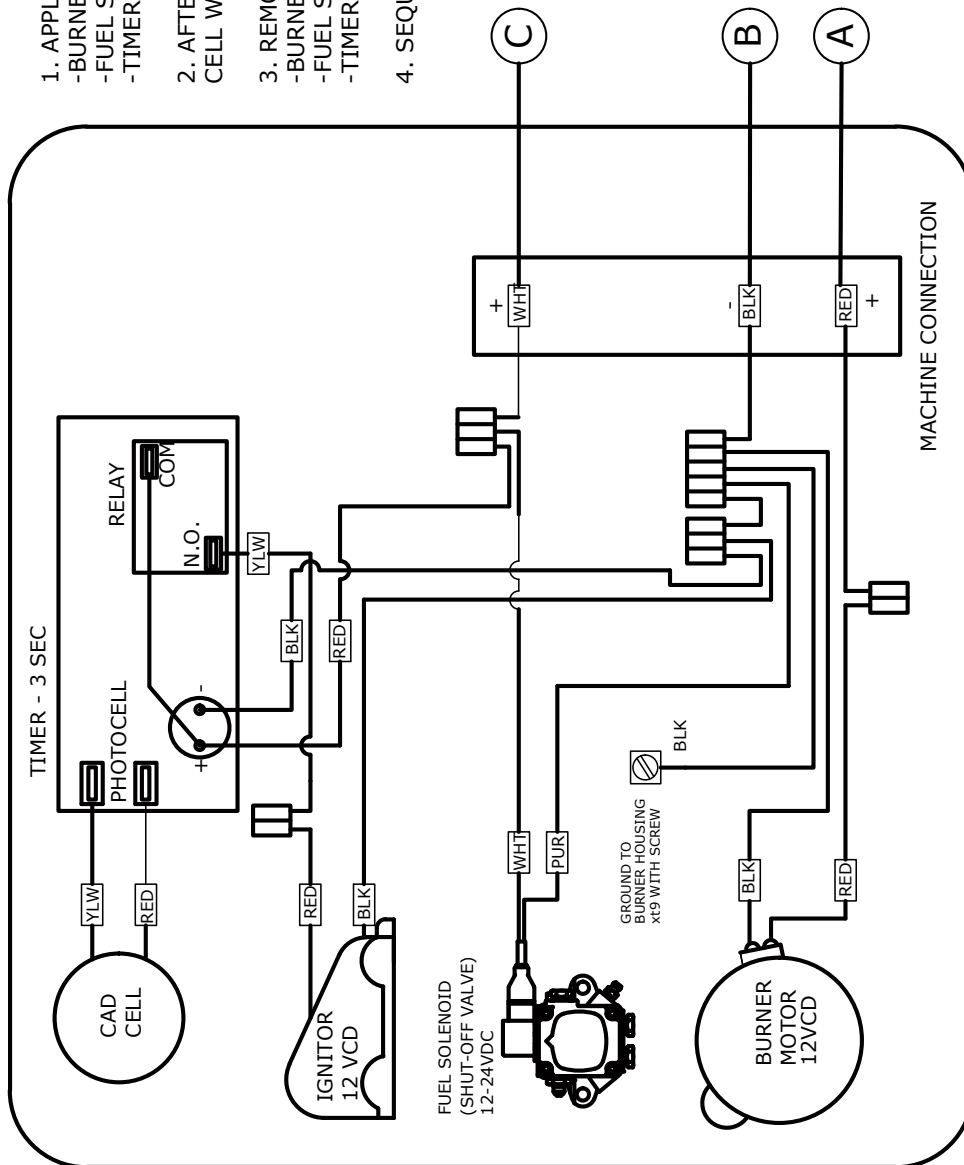 1. APPL
-BURNE
-FUEL S
-TIMER
2. AFTE
CELL W
3. REMO
-BURNE
-FUEL S
-TIMER
4. SEQU
C
B
A
+
WHT
-
BLK
RED
+
MACHINE CONNECTION
TIMER - 3 SEC
RELAY
COM
N.O.
YLW
PHOTOCELL
+
-
BLK
RED
YLW
RED
CAD
CELL
RED
BLK
IGNITOR
12 VCD
WHT
PUR
FUEL SOLENOID
(SHUT-OFF VALVE)
12-24VDC
GROUND TO
BURNER HOUSING
xt9 WITH SCREW
BLK
BLK
RED
BURNER
MOTOR
12VCD